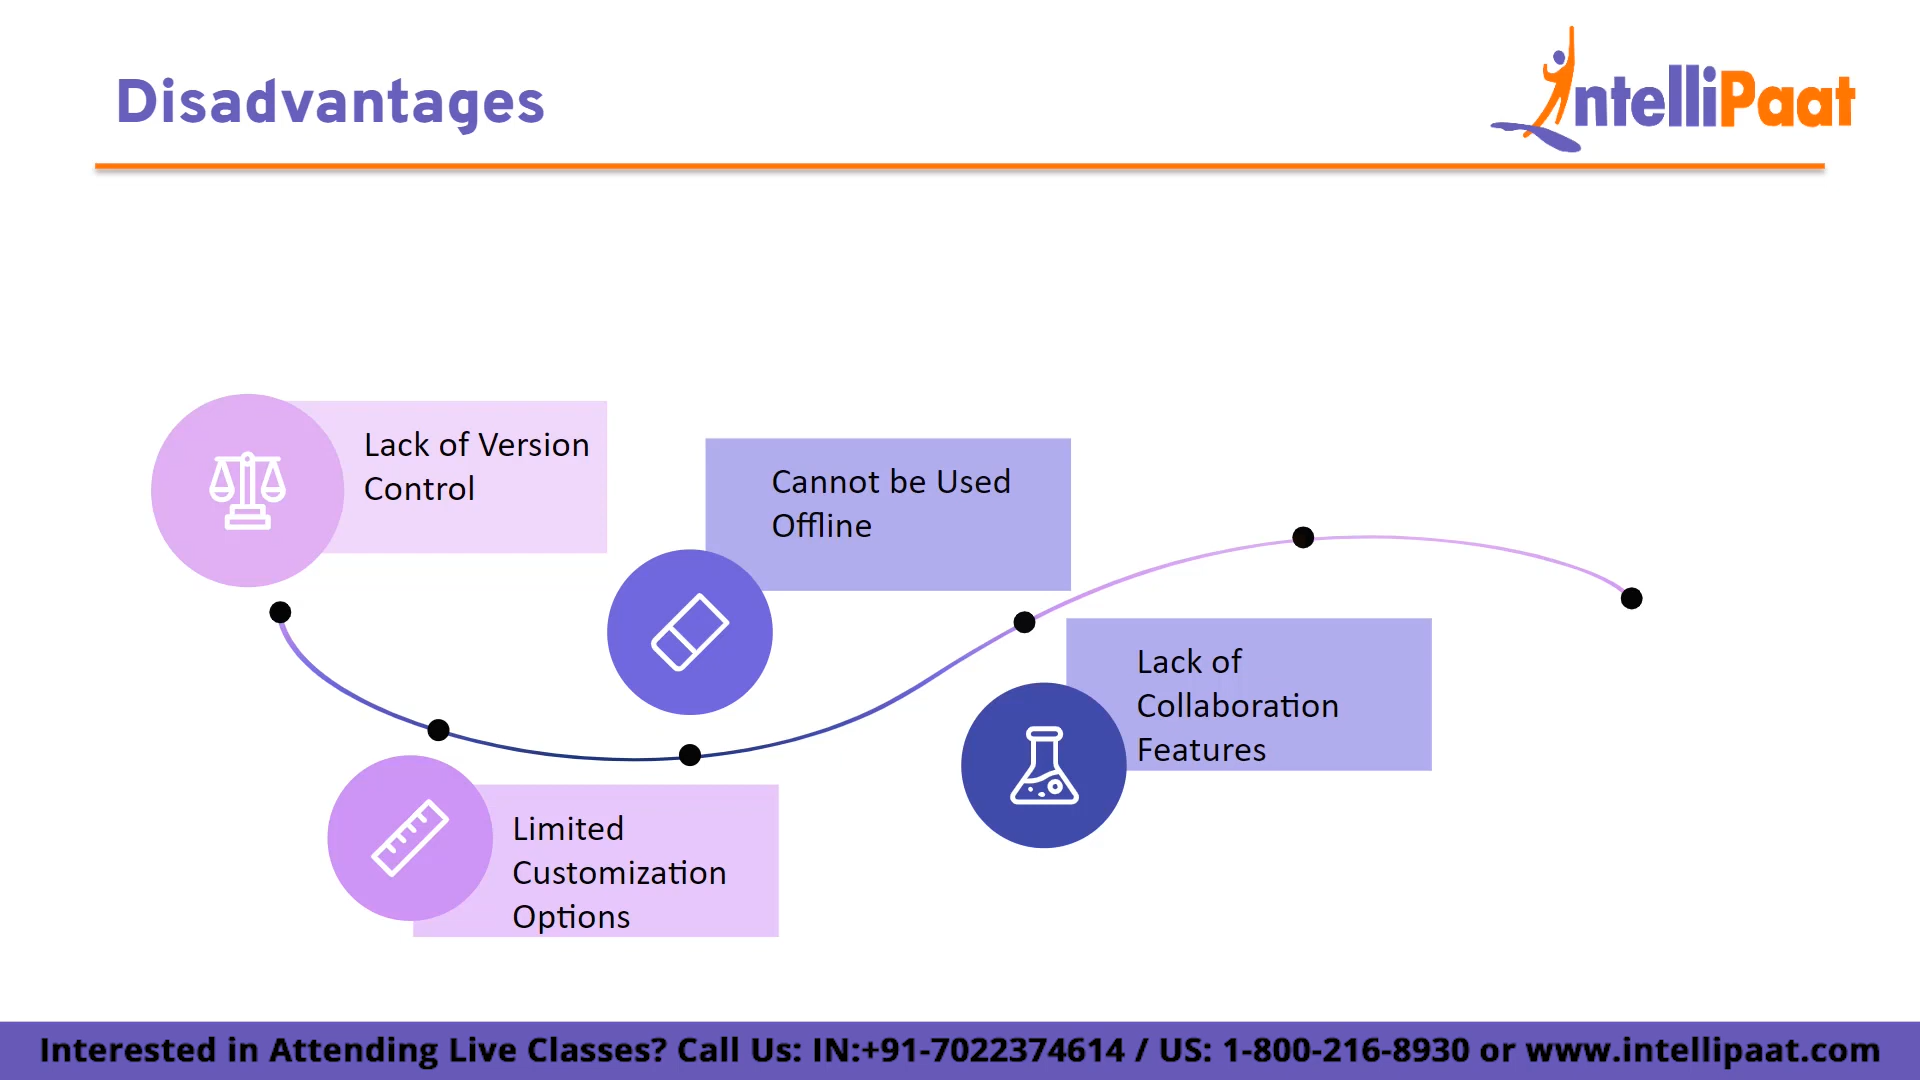 Disadvantages
IntelliPaat
Lack of Version
Control
Cannot be Used
Offline
Lack of
Collaboration
Features
Limited
Customization
Options
Interested in Attending Live Classes? Call Us: IN:+91-7022374614 / US: 1-800-216-8930 or www.intellipaat.com